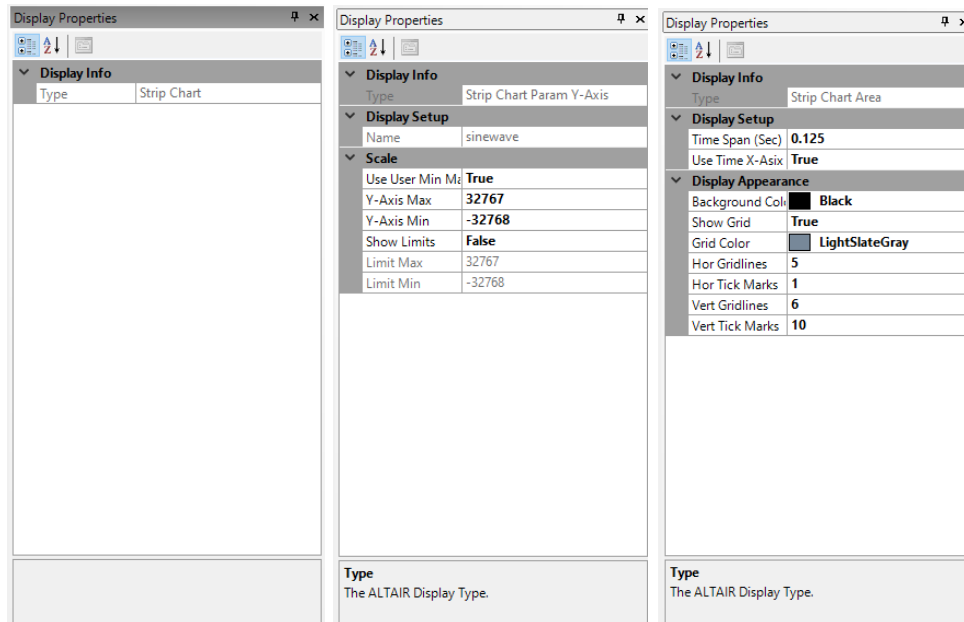 Display Properties
Display Info
Type Strip Chart
Display Properties
Display Info
Type Strip Chart Param Y-Axis
Display Setup
Name sinewave
Scale
Use User Min Ma True
Y-Axis Max 32767
Y-Axis Min -32768
Show Limits False
Limit Max 32767
Limit Min -32768
Type
The ALTAIR Display Type.
Display Properties
Display Info
Type Strip Chart Area
Display Setup
Time Span (Sec) 0.125
Use Time X-Asix True
Display Appearance
Background Col Black
Show Grid True
Grid Color LightSlateGray
Hor Gridlines 5
Hor Tick Marks 1
Vert Gridlines 6
Vert Tick Marks 10
Type
The ALTAIR Display Type.